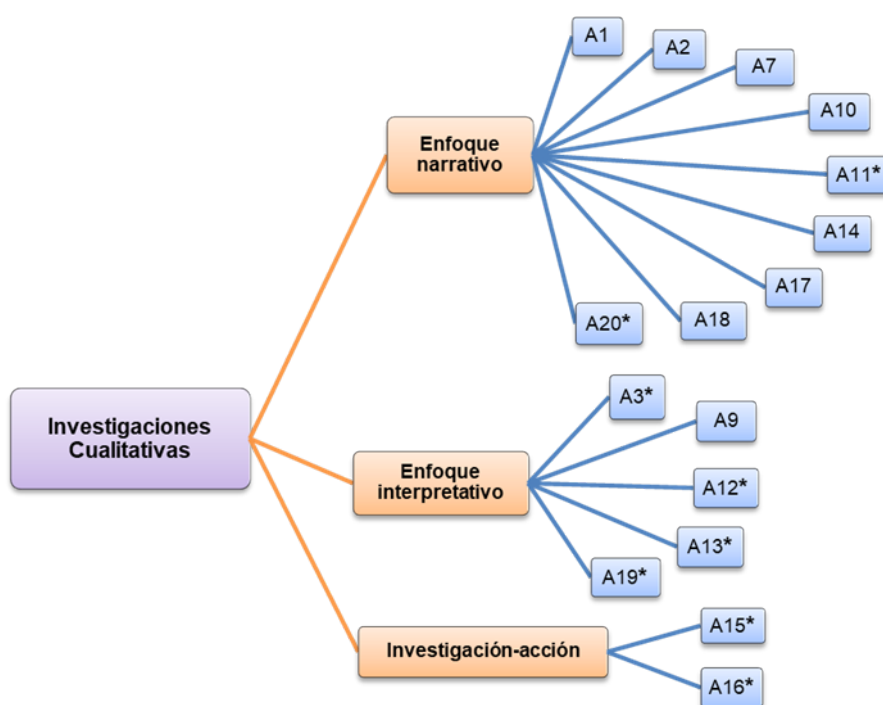 A1
A2
A7
A10
Enfoque
narrativo
A11*
A14
A17
A18
A20*
Investigaciones
Cualitativas
A3*
A9
Enfoque
interpretativo
A12*
A13*
A19*
Investigación-acción
A15*
A16*